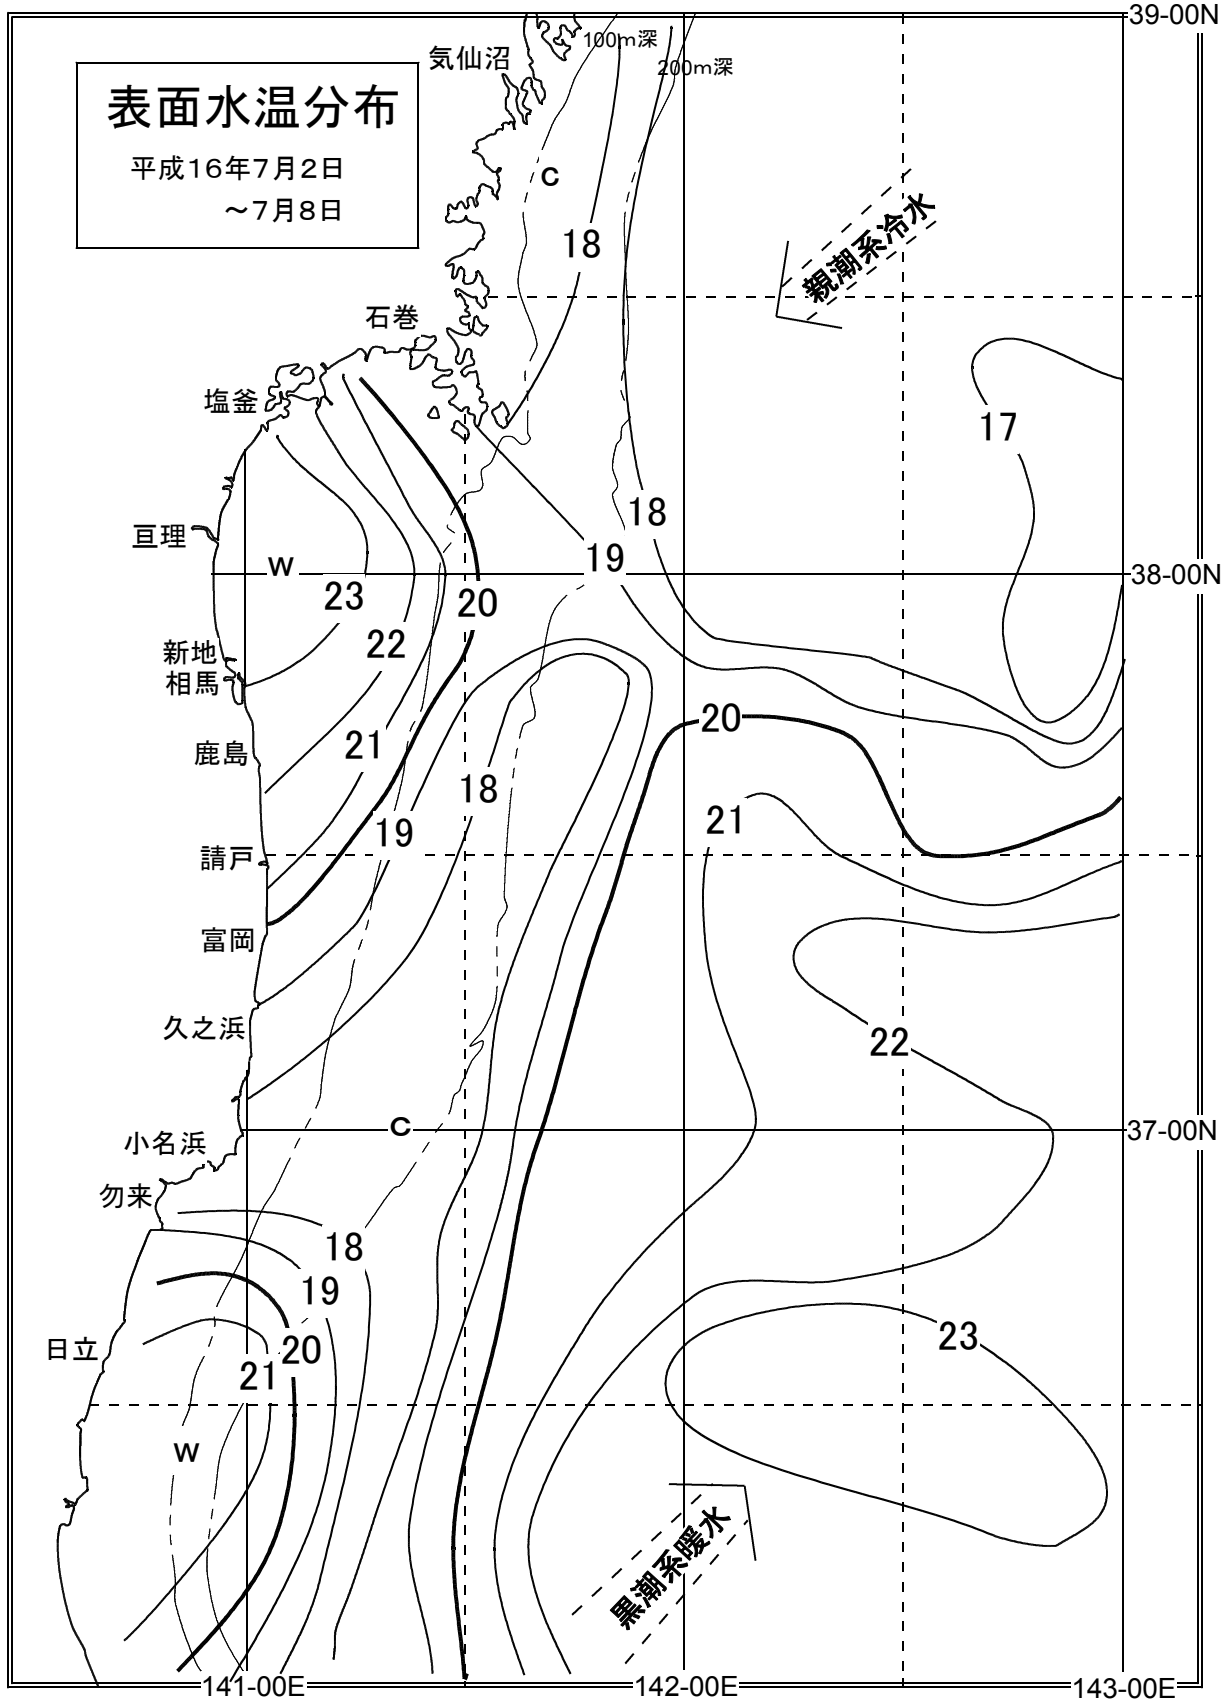 39-00N
気仙沼
100m深
200m深
表面水温分布
平成16年7月2日
～7月8日
C
親潮系冷水
18
石巻
塩釜
17
18
亘理
W
19
38-00N
23
20
22
新地
相馬
20
21
鹿島
18
21
19
請戸
富岡
久之浜
22
C
37-00N
小名浜
勿来
18
19
23
日立
20
21
W
黒潮系暖水
141-00E
142-00E
143-00E